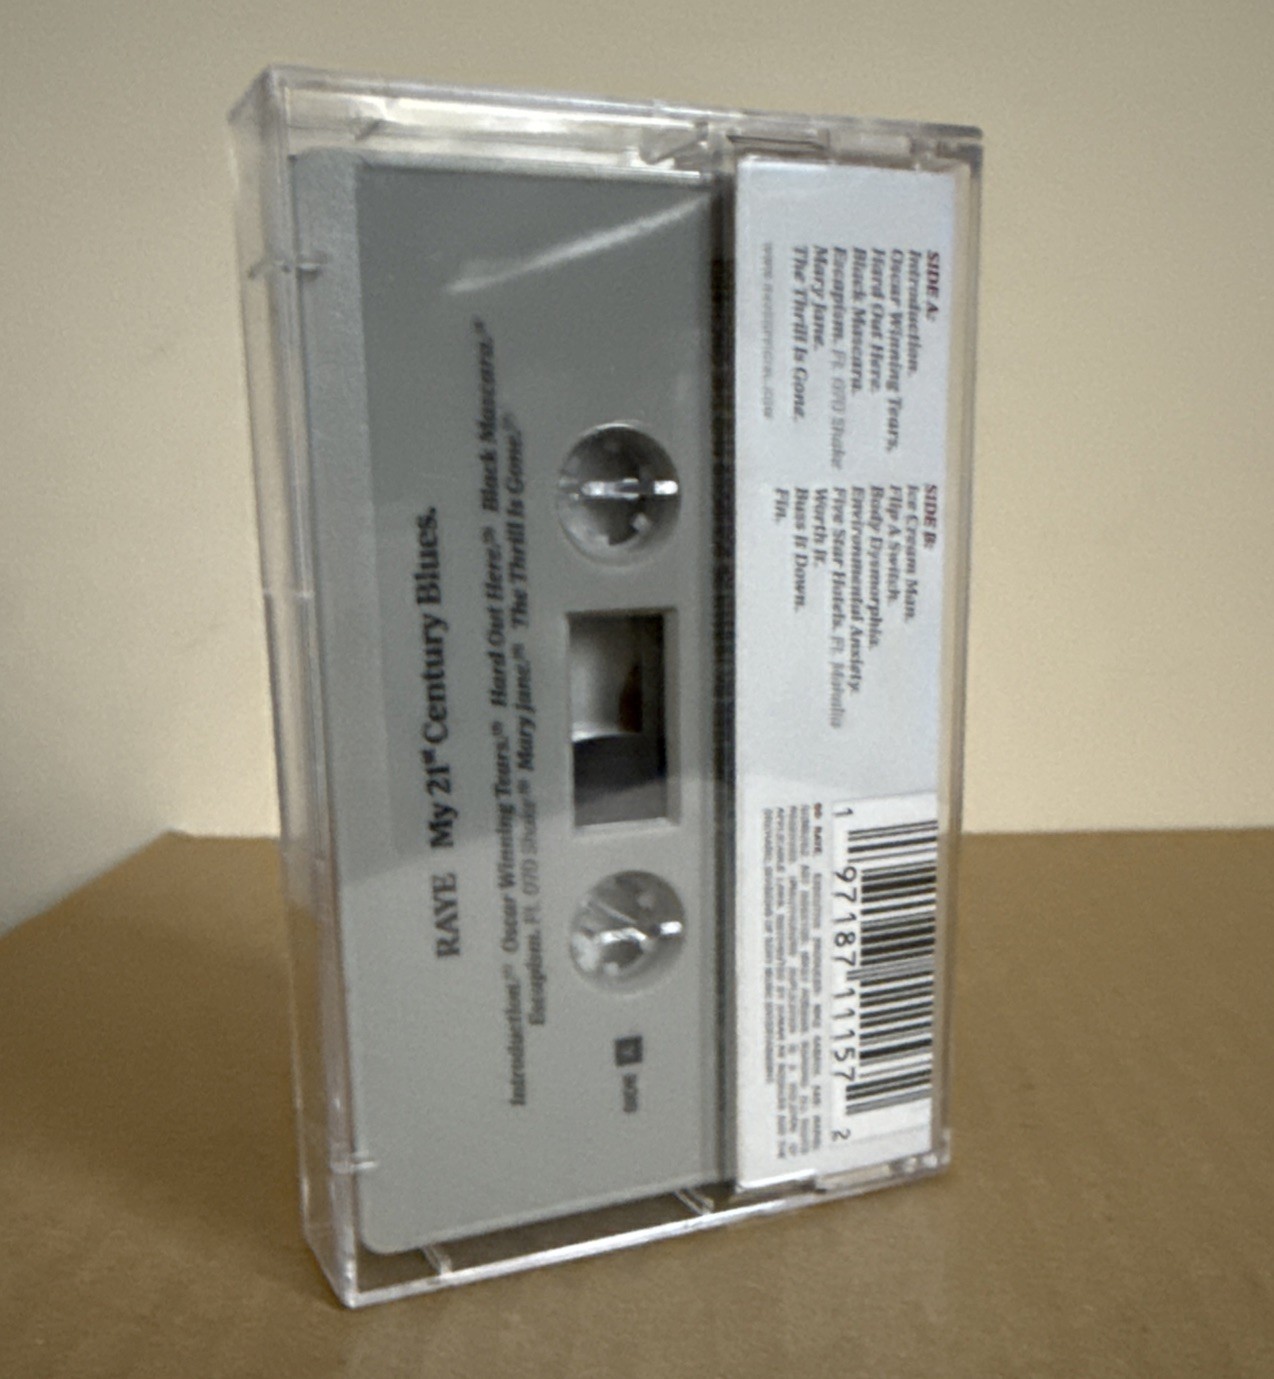 RAYE My 21st Century Blues.
Introduction. Oscar Winning Tears. Hard Out Here. Black Mascara.
Escapism. Ft. 070 Shake Mary Jane. The Thrill Is Gone.
SIDE
SIDE A:
Introduction.
Oscar Winning Tears.
Hard Out Here.
Black Mascara.
Escapism. Ft. 070 Shake
Mary Jane.
The Thrill Is Gone.
SIDE B:
Ice Cream Man.
Flip A Switch.
Body Dysmorphia.
Environmental Anxiety.
Five Star Hotels. Ft. Mahalia
Worth It.
Buss It Down.
Fin.
1 97187 11157 2